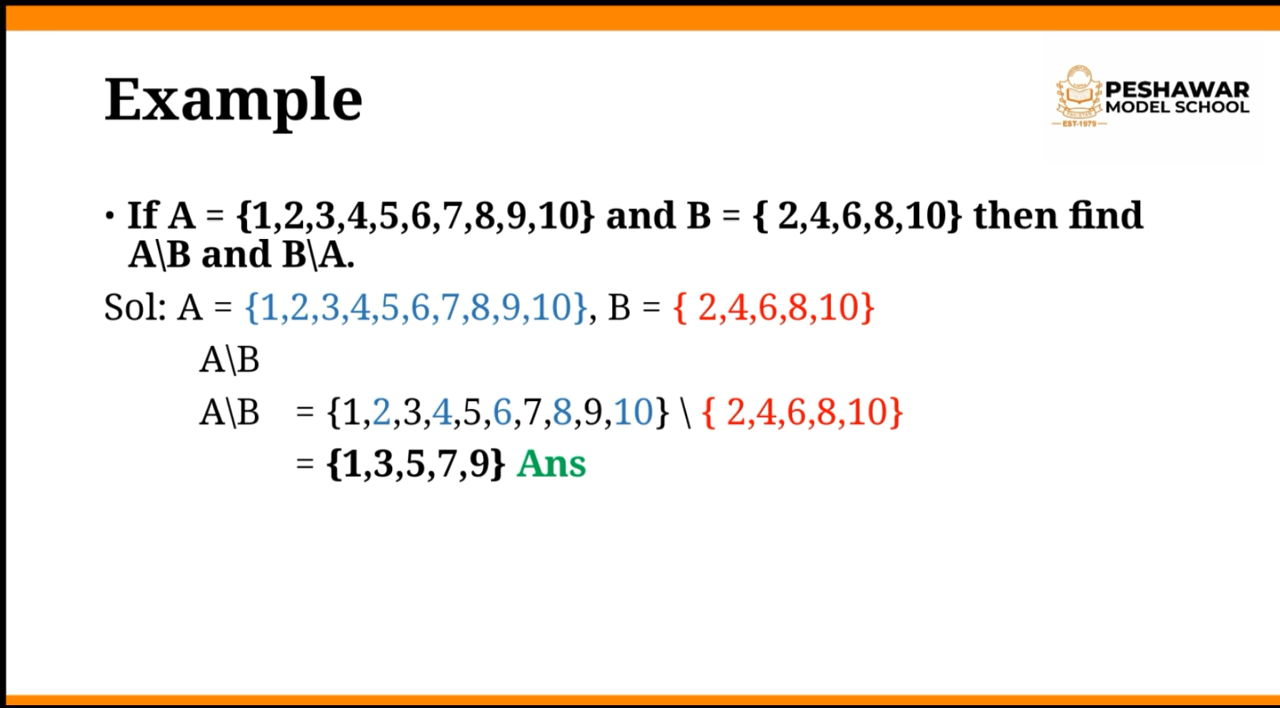 Example
PESHAWAR
MODEL SCHOOL
EST-1979
• If A = {1,2,3,4,5,6,7,8,9,10} and B = { 2,4,6,8,10} then find
A\B and B\A.
Sol: A = {1,2,3,4,5,6,7,8,9,10}, B = { 2,4,6,8,10}
A\B
A\B = {1,2,3,4,5,6,7,8,9,10} \ { 2,4,6,8,10}
= {1,3,5,7,9} Ans